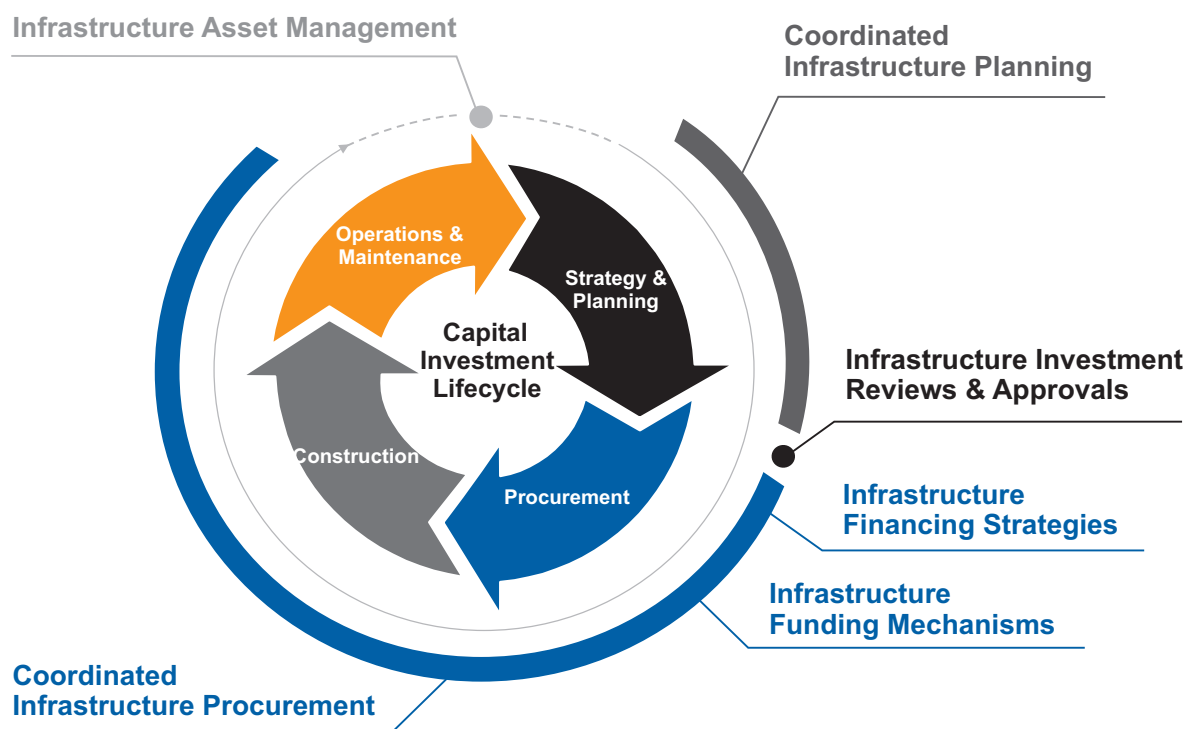 Infrastructure Asset Management
Coordinated
Infrastructure Planning
Operations &
Maintenance
Strategy &
Planning
Capital
Investment
Lifecycle
Infrastructure Investment
Reviews & Approvals
Construction
Procurement
Infrastructure
Financing Strategies
Infrastructure
Funding Mechanisms
Coordinated
Infrastructure Procurement